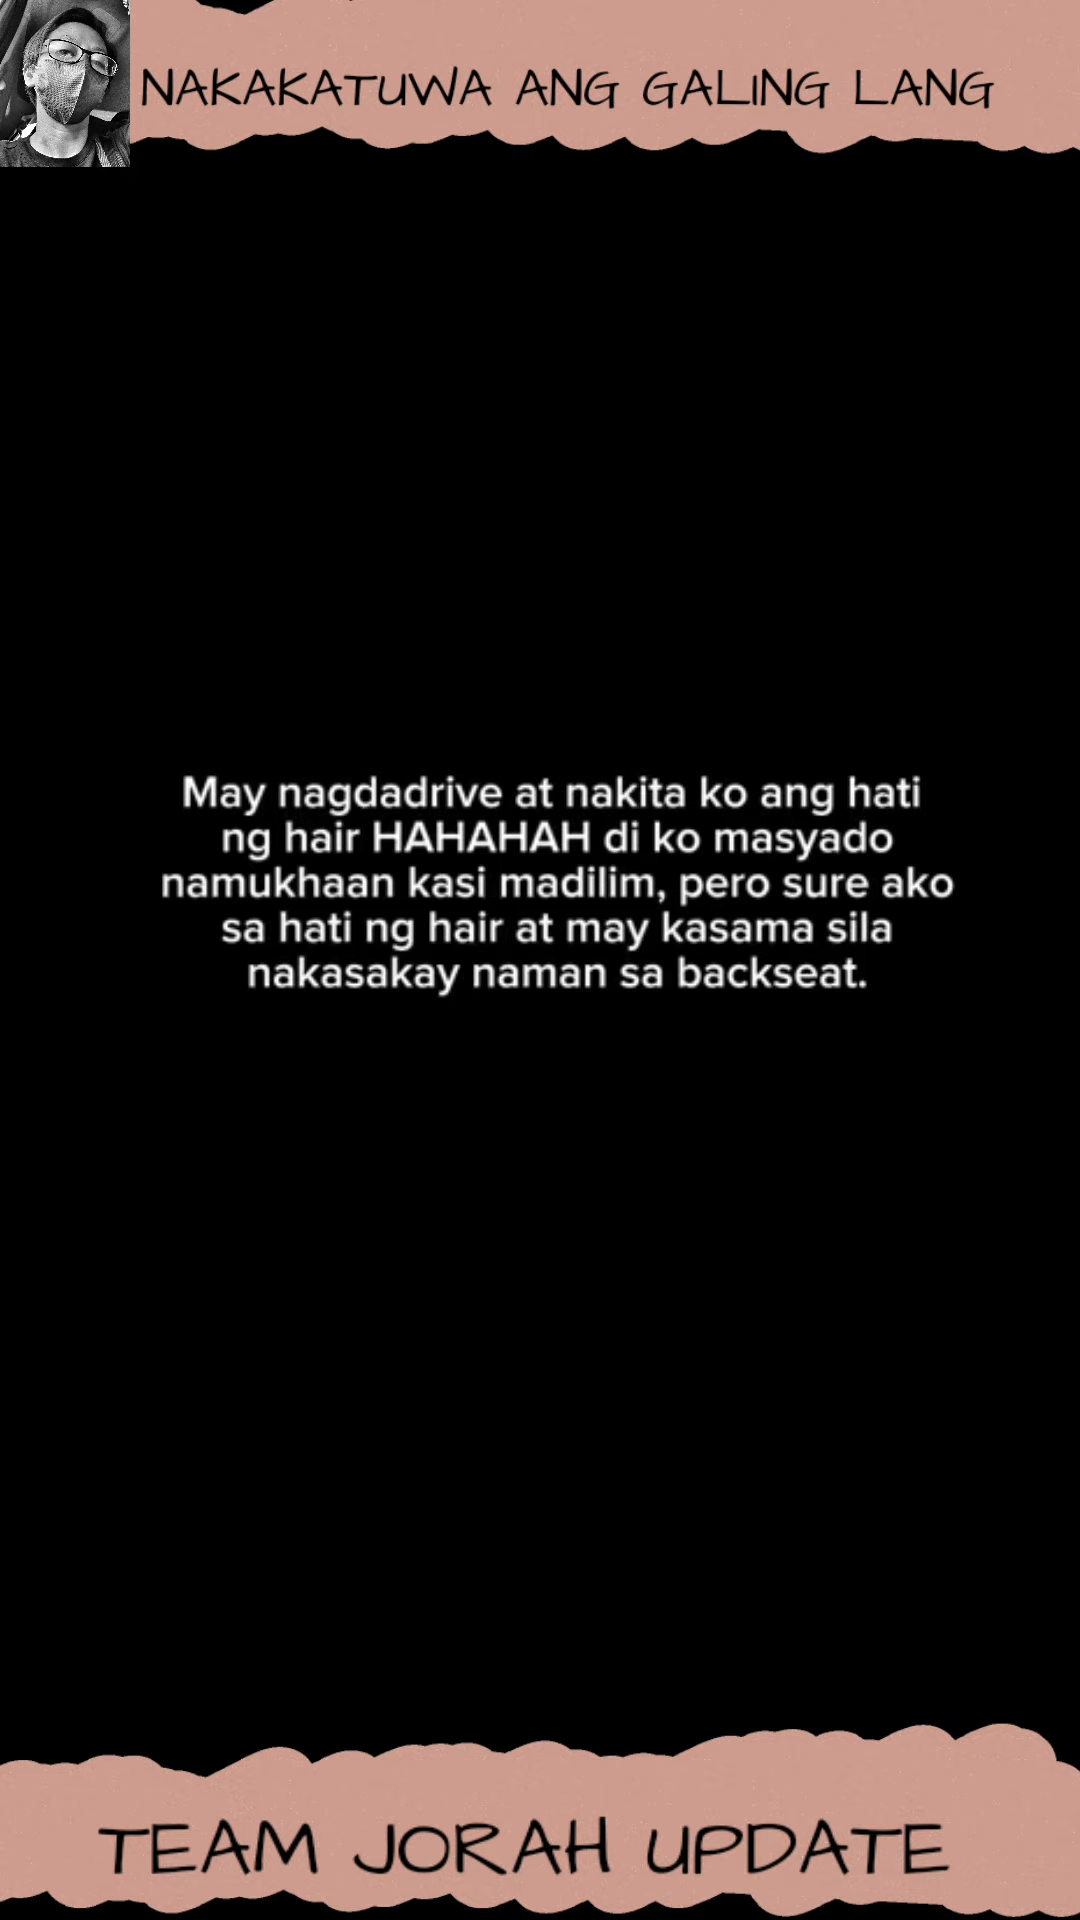 NAKAKATUWA ANG GALING LANG
May nagdadrive at nakita ko ang hati
ng hair HAHAHAH di ko masyado
namukhaan kasi madilim, pero sure ako
sa hati ng hair at may kasama sila
nakasakay naman sa backseat.
TEAM JORAH UPDATE